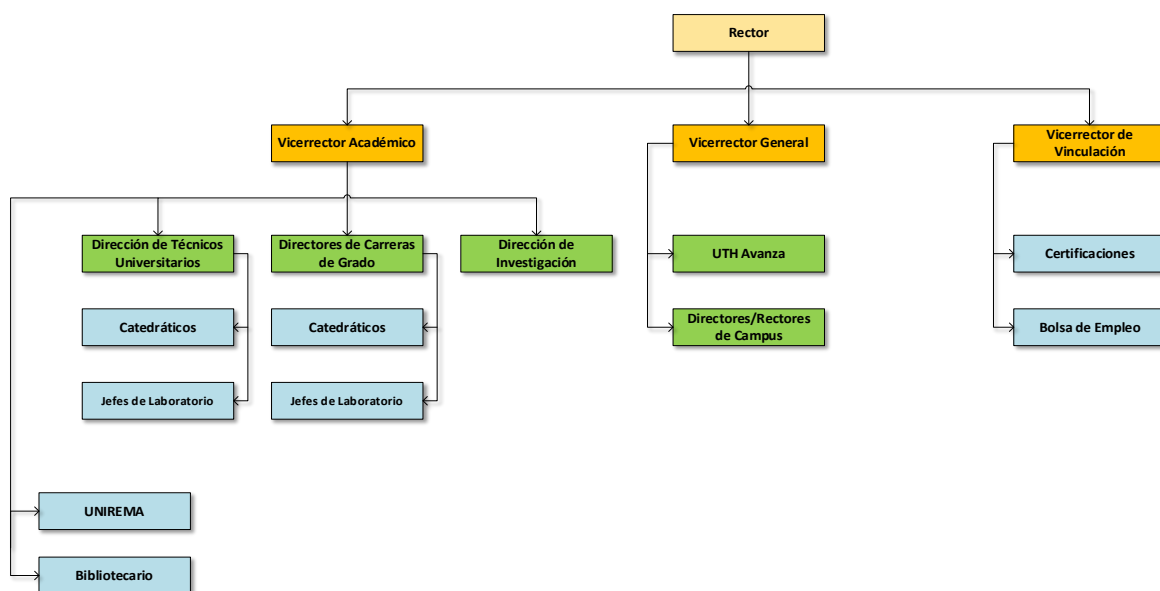 Rector
Vicerrector Académico
Vicerrector General
Vicerrector de
Vinculación
Dirección de Técnicos
Universitarios
Directores de Carreras
de Grado
Dirección de
Investigación
UTH Avanza
Certificaciones
Catedráticos
Catedráticos
Directores/Rectores
de Campus
Bolsa de Empleo
Jefes de Laboratorio
Jefes de Laboratorio
UNIREMA
Bibliotecario